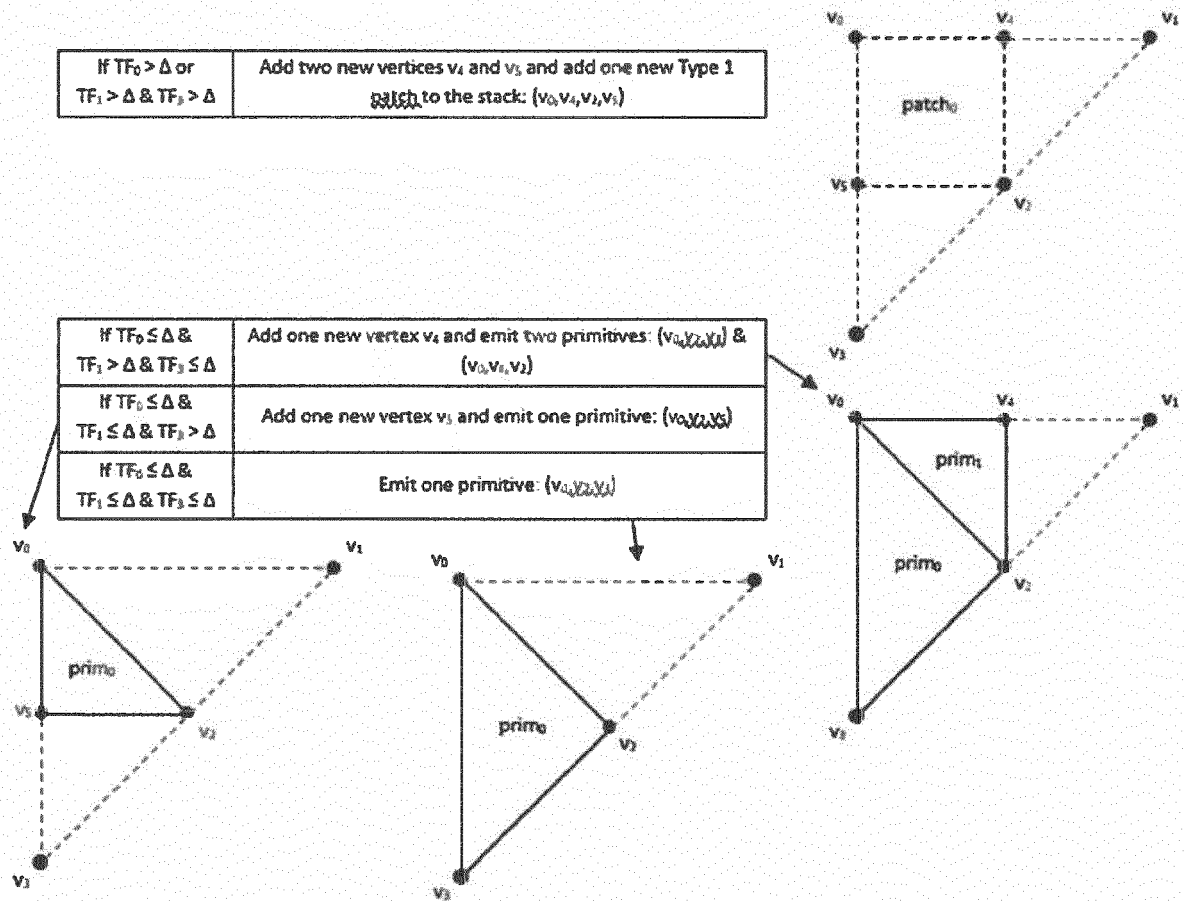 v₀
v₄
v₁
If TF₀ > Δ or
TF₁ > Δ & TF₃ > Δ
Add two new vertices v₄ and v₅ and add one new Type 1
patch to the stack: (v₀,v₄,v₂,v₅)
patch₀
v₅
v₂
v₃
If TF₀ ≤ Δ &
TF₁ > Δ & TF₃ ≤ Δ
Add one new vertex v₄ and emit two primitives: (v₀,v₂,v₃) &
(v₀,v₄,v₂)
If TF₀ ≤ Δ &
TF₁ ≤ Δ & TF₃ > Δ
Add one new vertex v₅ and emit one primitive: (v₀,v₂,v₅)
If TF₀ ≤ Δ &
TF₁ ≤ Δ & TF₃ ≤ Δ
Emit one primitive: (v₀,v₂,v₃)
v₀
v₄
v₁
prim₁
prim₀
v₂
v₃
v₀
v₁
prim₀
v₅
v₂
v₃
v₀
v₁
prim₀
v₂
v₃